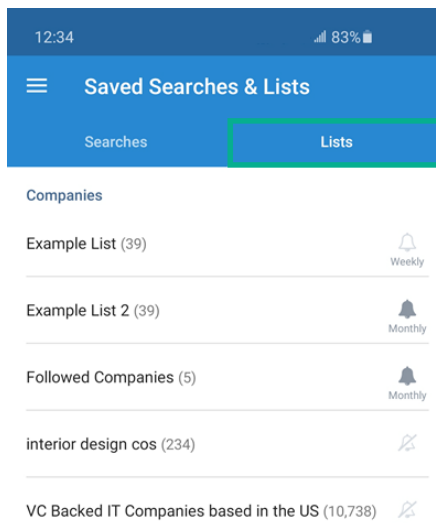 12:34 83%
Saved Searches & Lists
Searches Lists
Companies
Example List (39)
Weekly
Example List 2 (39)
Monthly
Followed Companies (5)
Monthly
interior design cos (234)
VC Backed IT Companies based in the US (10,738)